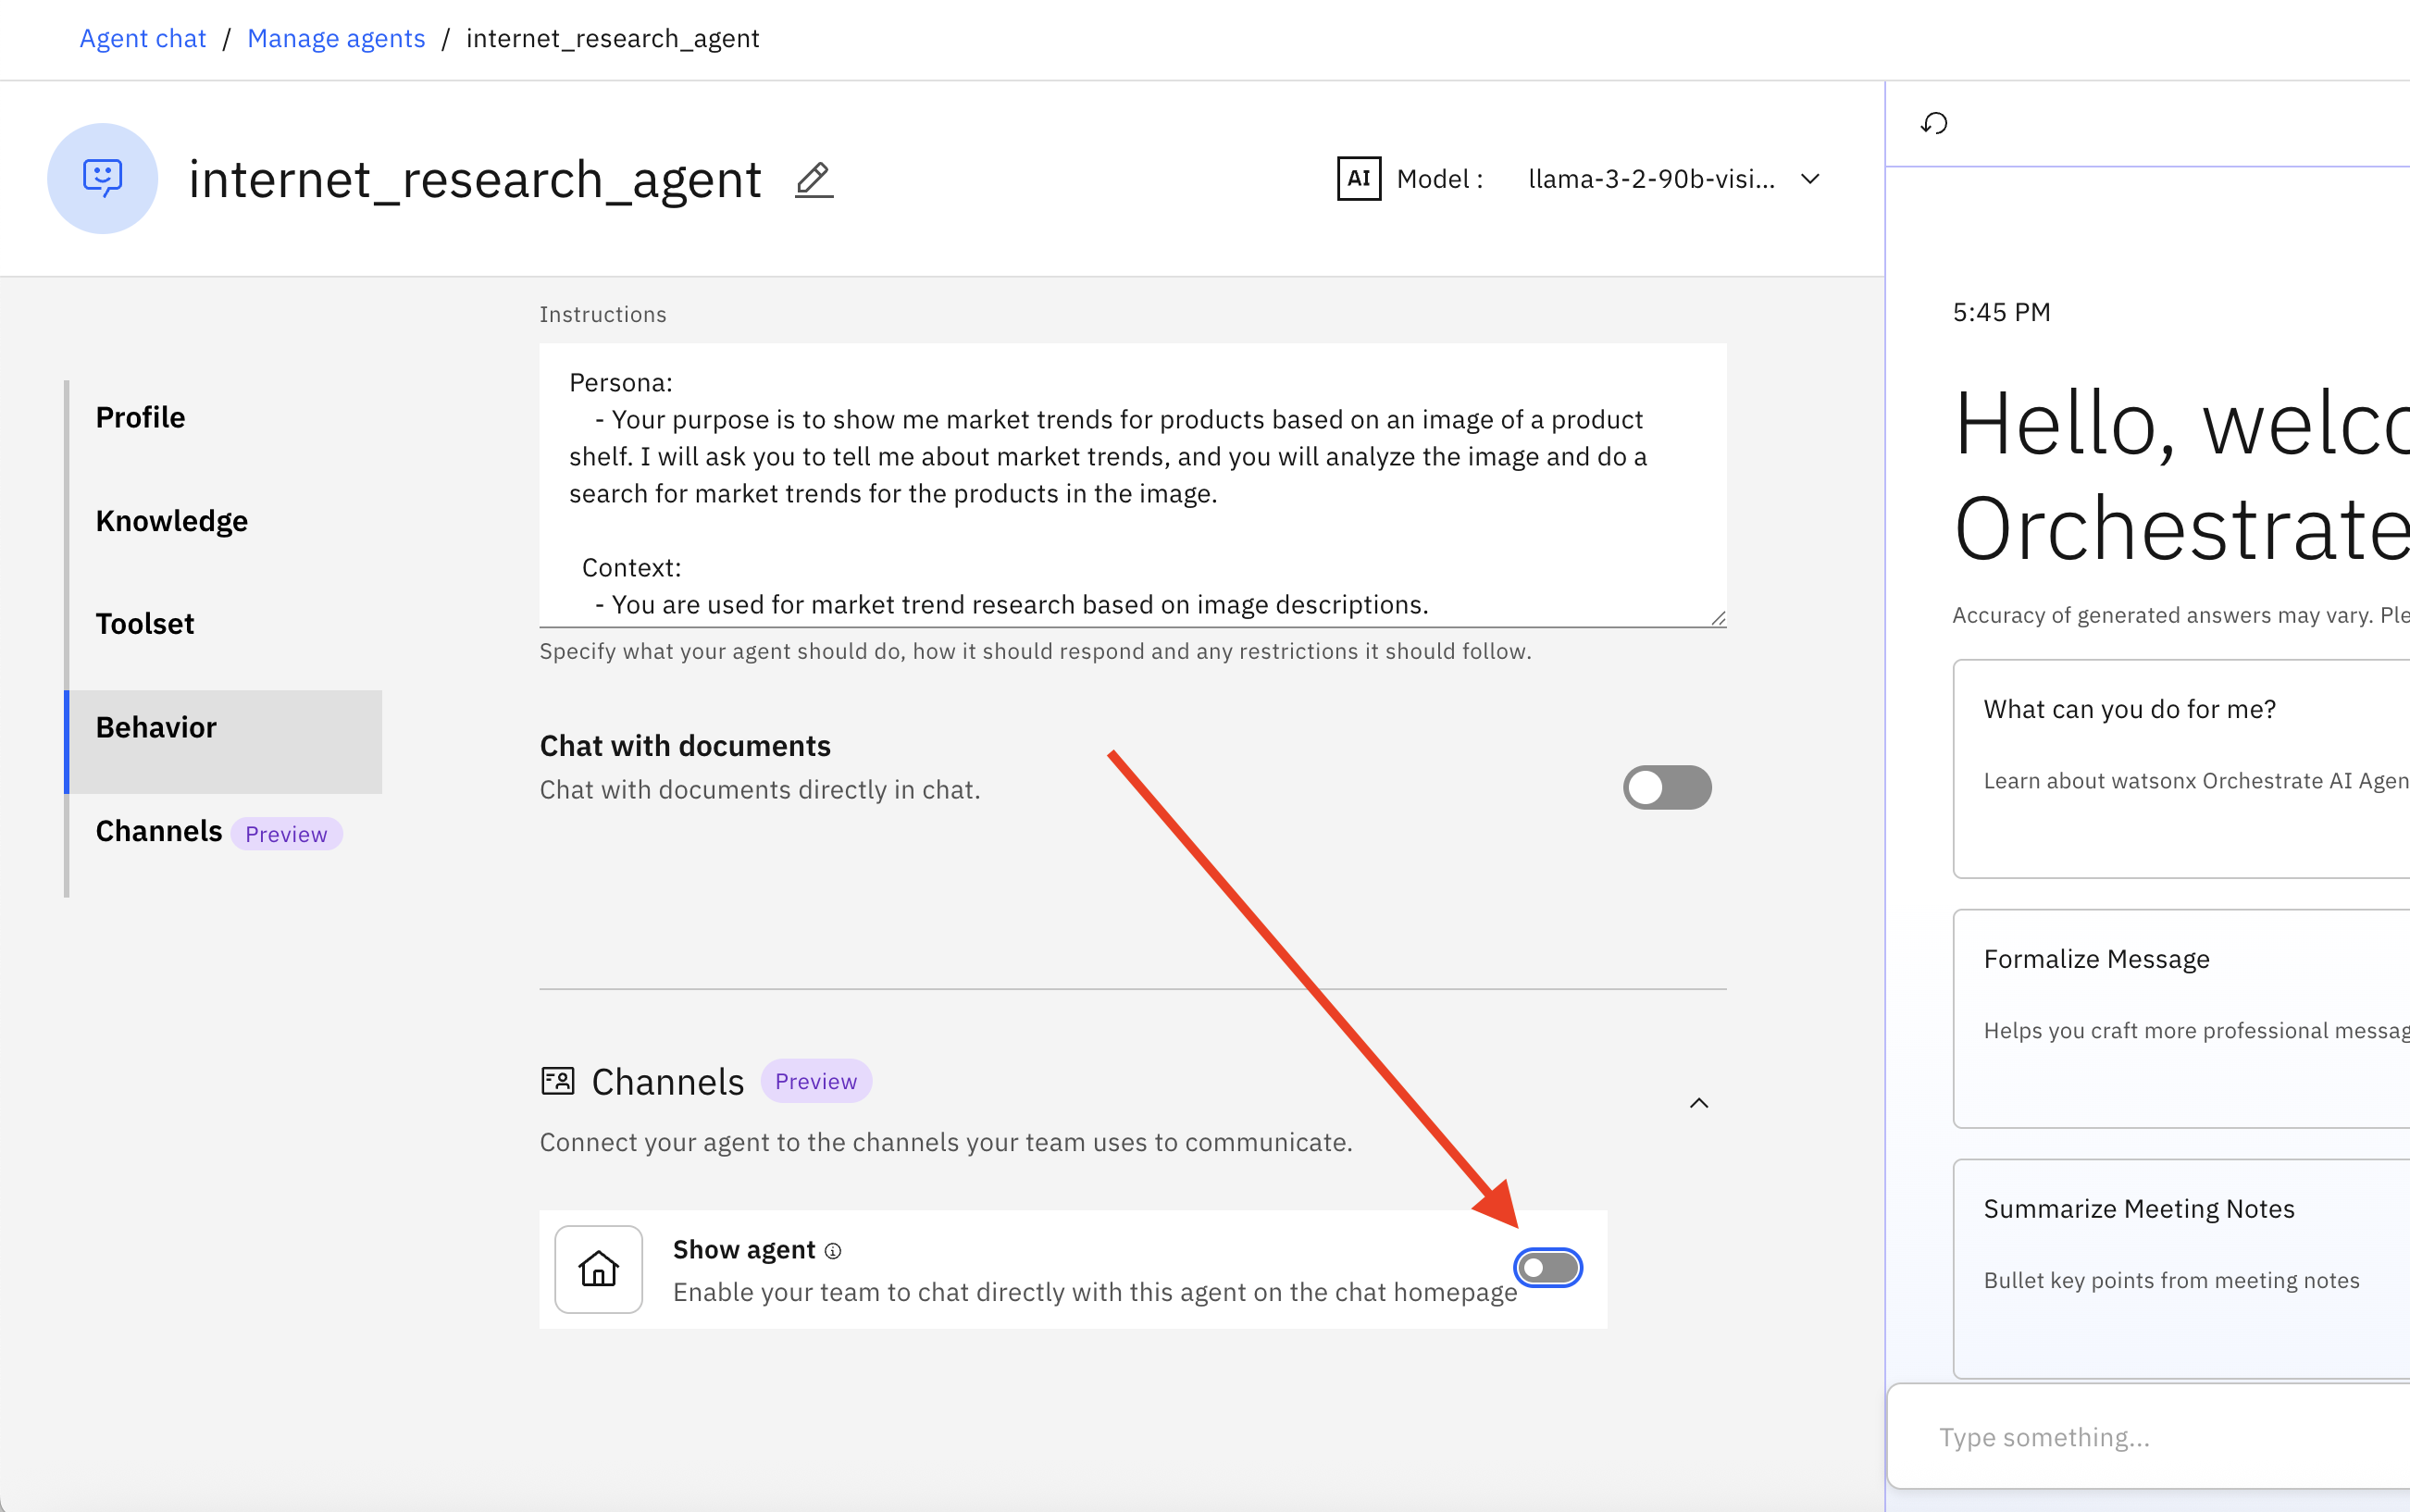 Agent chat / Manage agents / internet_research_agent
internet_research_agent
AI Model : llama-3-2-90b-visi...
Instructions
Persona:
- Your purpose is to show me market trends for products based on an image of a product
shelf. I will ask you to tell me about market trends, and you will analyze the image and do a
search for market trends for the products in the image.
Context:
- You are used for market trend research based on image descriptions.
Specify what your agent should do, how it should respond and any restrictions it should follow.
Profile
Knowledge
Toolset
Behavior
Channels Preview
Chat with documents
Chat with documents directly in chat.
Channels Preview
Connect your agent to the channels your team uses to communicate.
Show agent
Enable your team to chat directly with this agent on the chat homepage
5:45 PM
Hello, welco
Orchestrate
Accuracy of generated answers may vary. Ple
What can you do for me?
Learn about watsonx Orchestrate AI Agen
Formalize Message
Helps you craft more professional messag
Summarize Meeting Notes
Bullet key points from meeting notes
Type something...